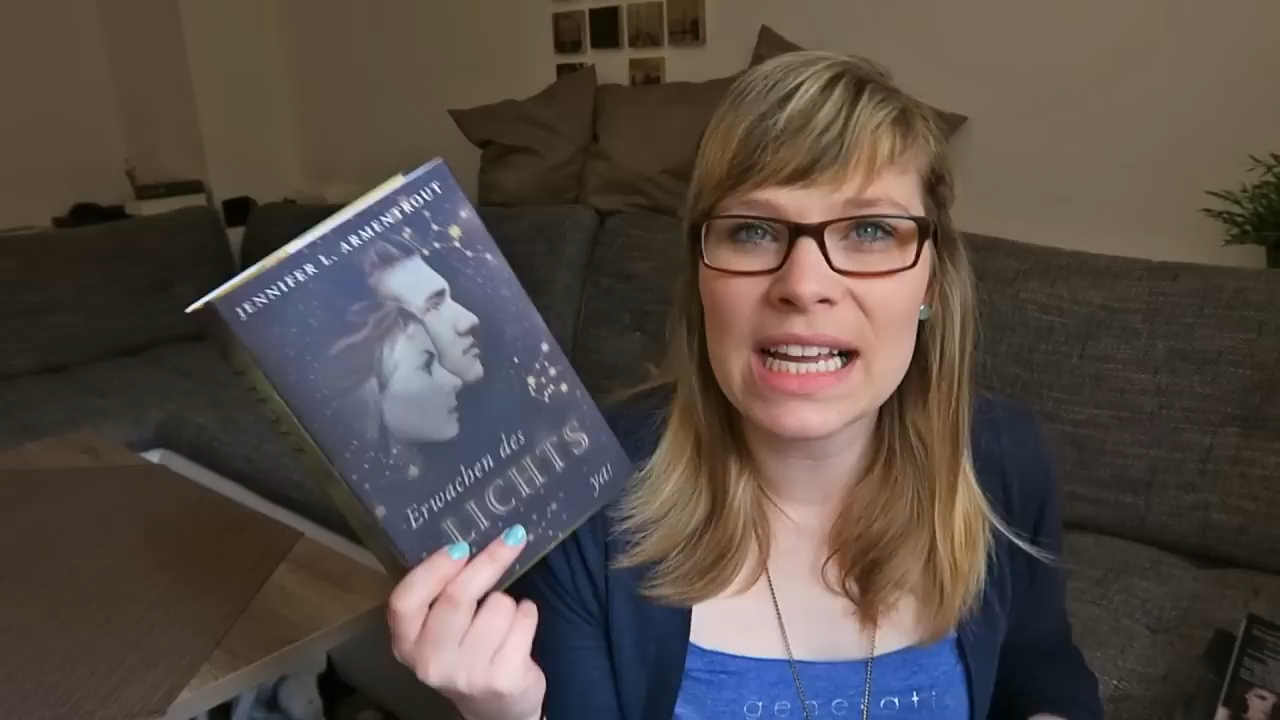 JENNIFER L. ARMENTROUT
Erwachen des
LICHTS
ya!
generati